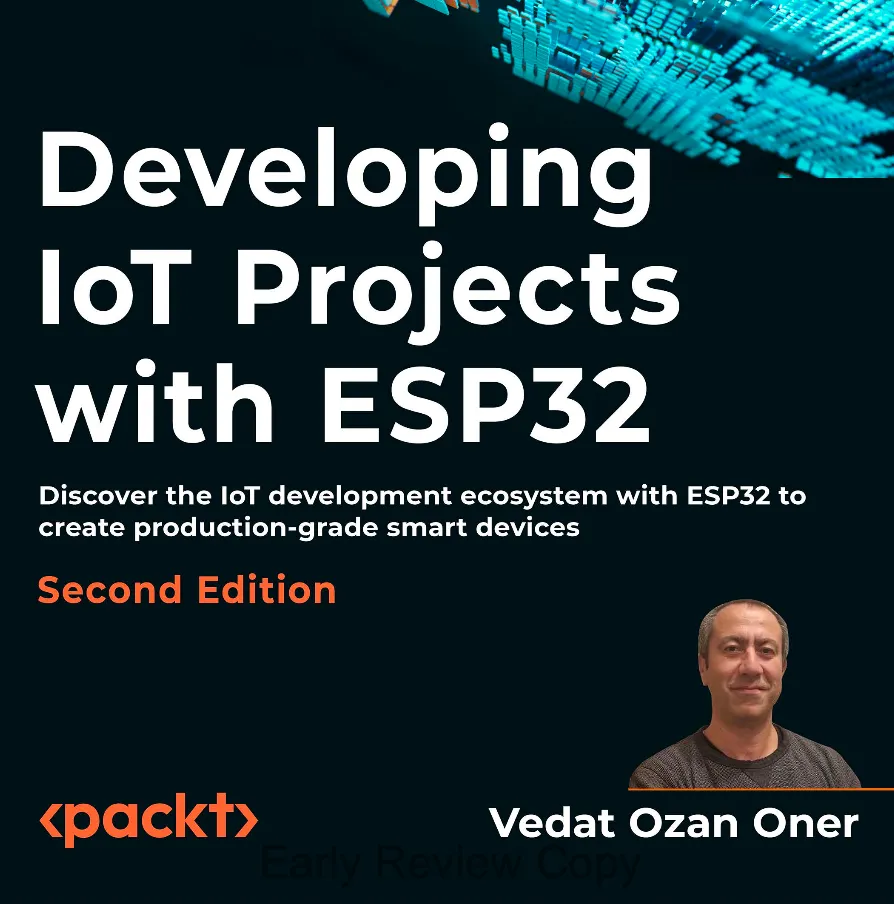 Developing
IoT Projects
with ESP32
Discover the IoT development ecosystem with ESP32 to
create production-grade smart devices
Second Edition
<packt>
Vedat Ozan Oner
Early Review Copy